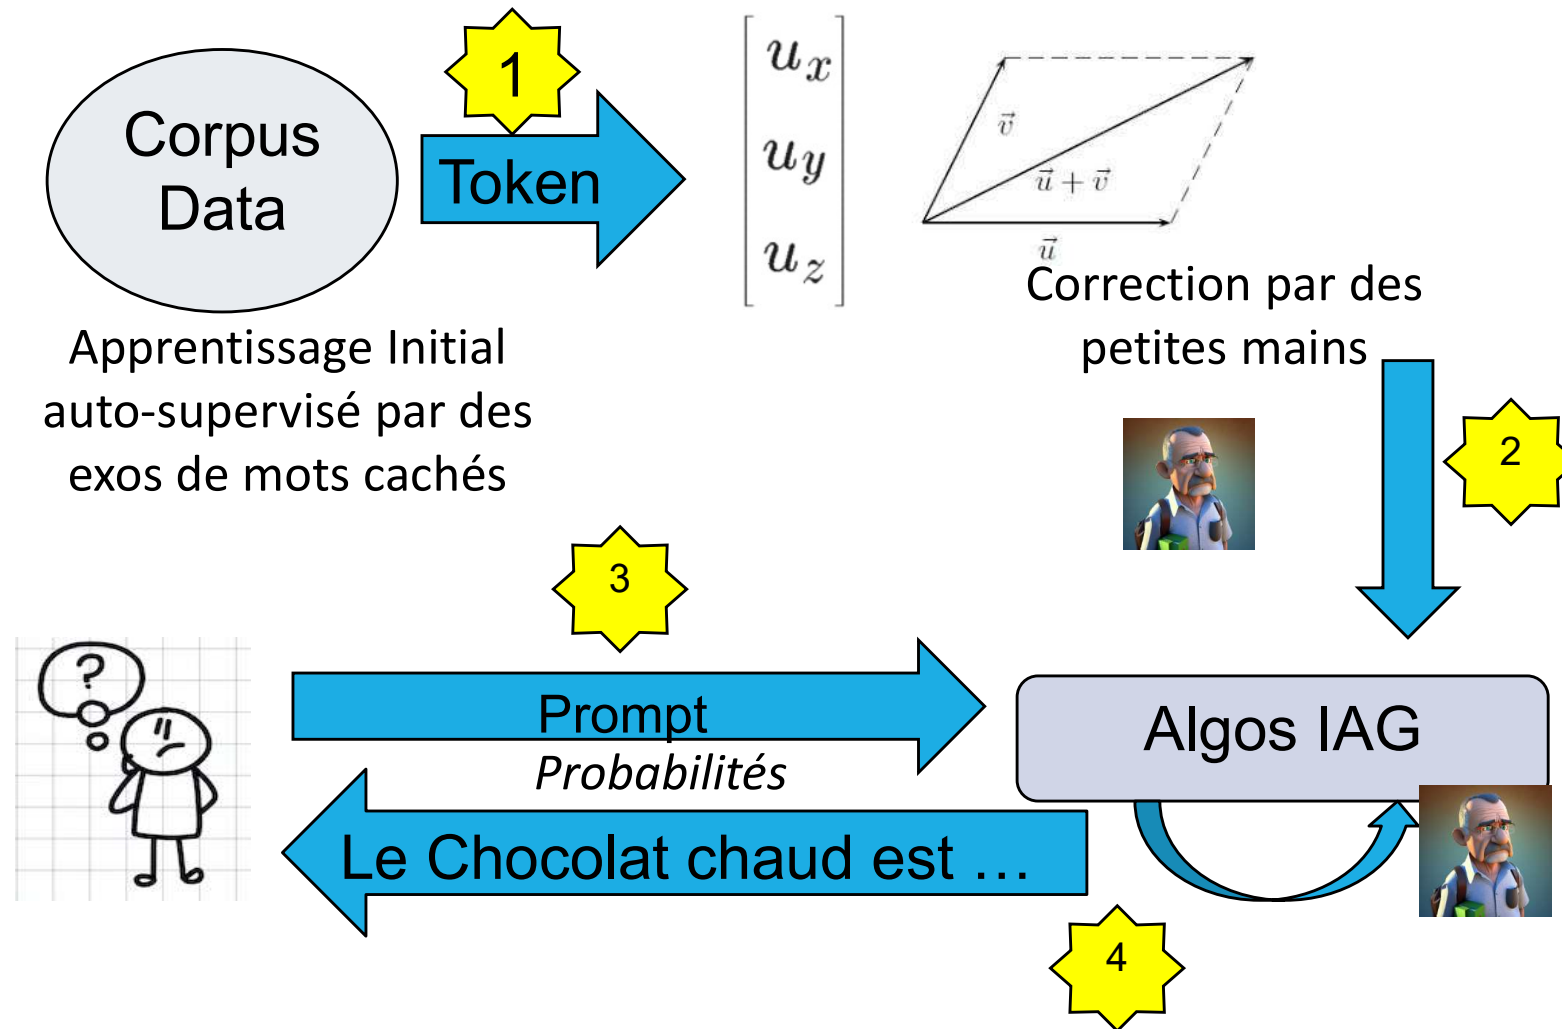 1
Corpus
Data
Token
u_x
u_y
u_z
v⃗
u⃗ + v⃗
u⃗
Apprentissage Initial
auto-supervisé par des
exos de mots cachés
Correction par des
petites mains
2
3
?
Prompt
Probabilités
Algos IAG
Le Chocolat chaud est …
4